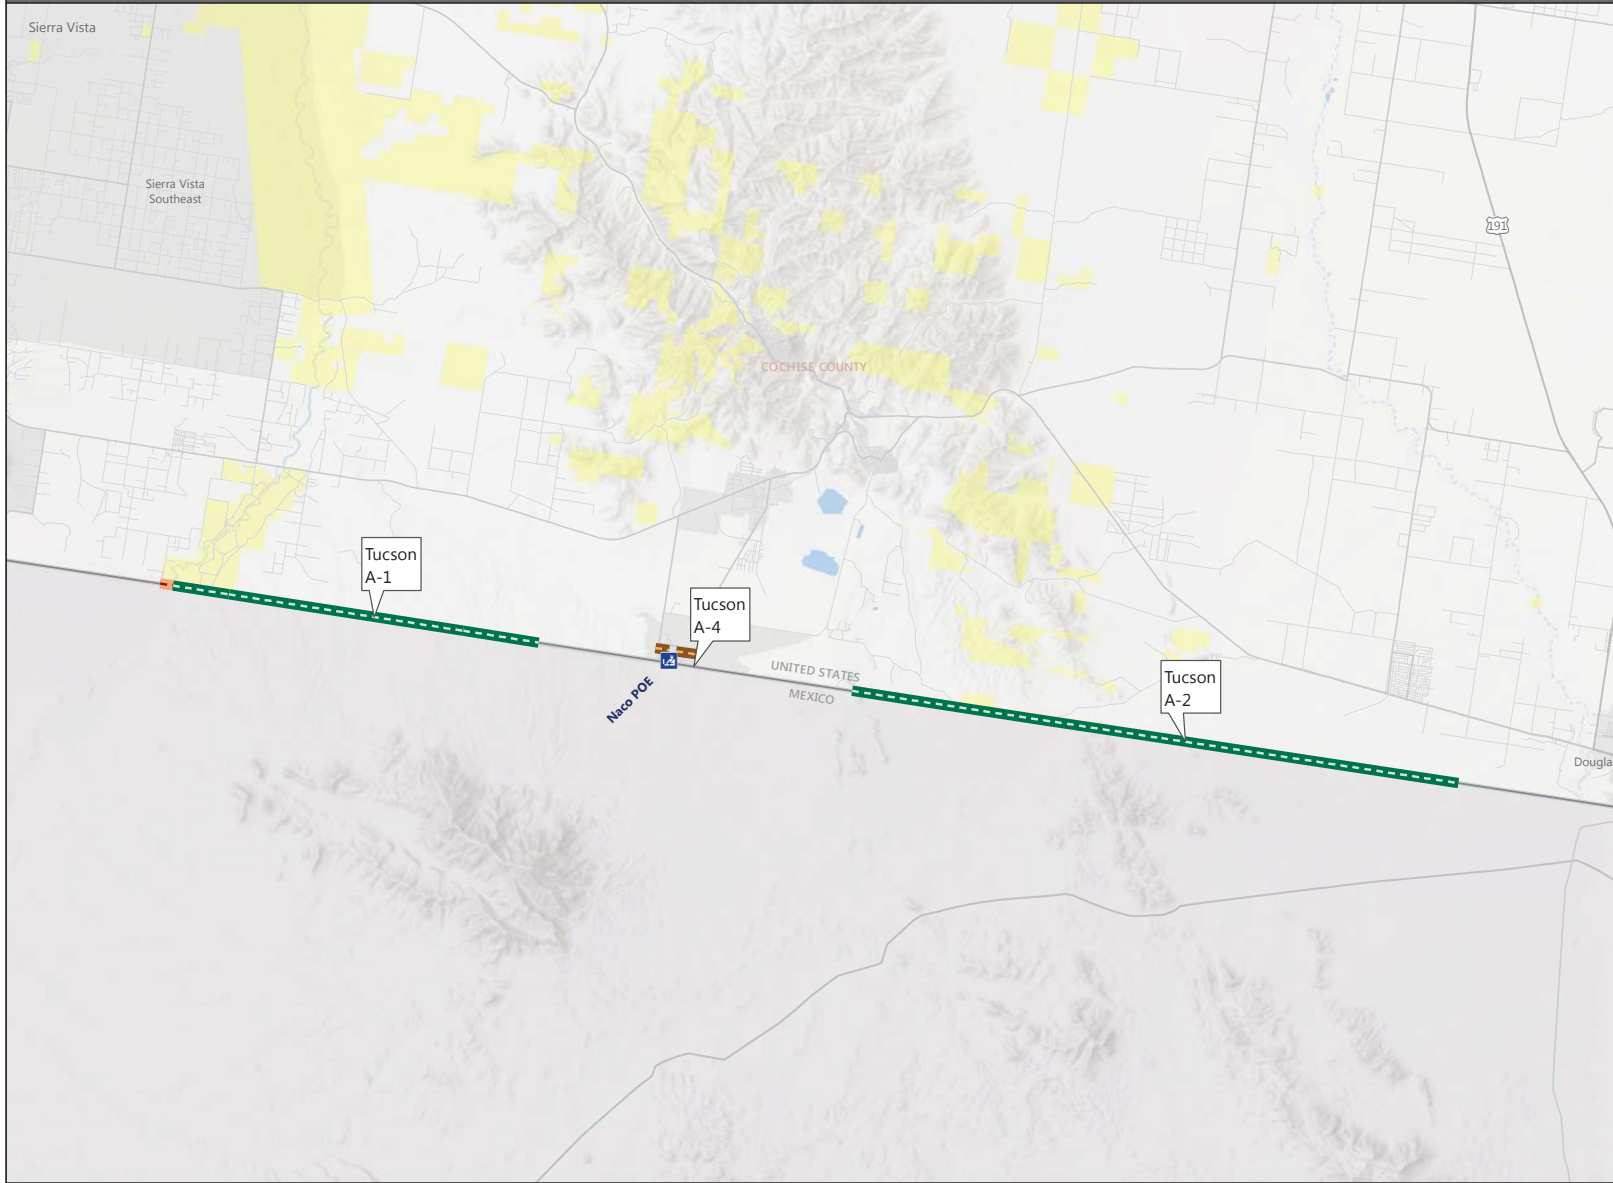 Sierra Vista
Sierra Vista
Southeast
191
COCHISE COUNTY
Tucson
A-1
Tucson
A-4
UNITED STATES
MEXICO
Naco POE
Tucson
A-2
Dougla